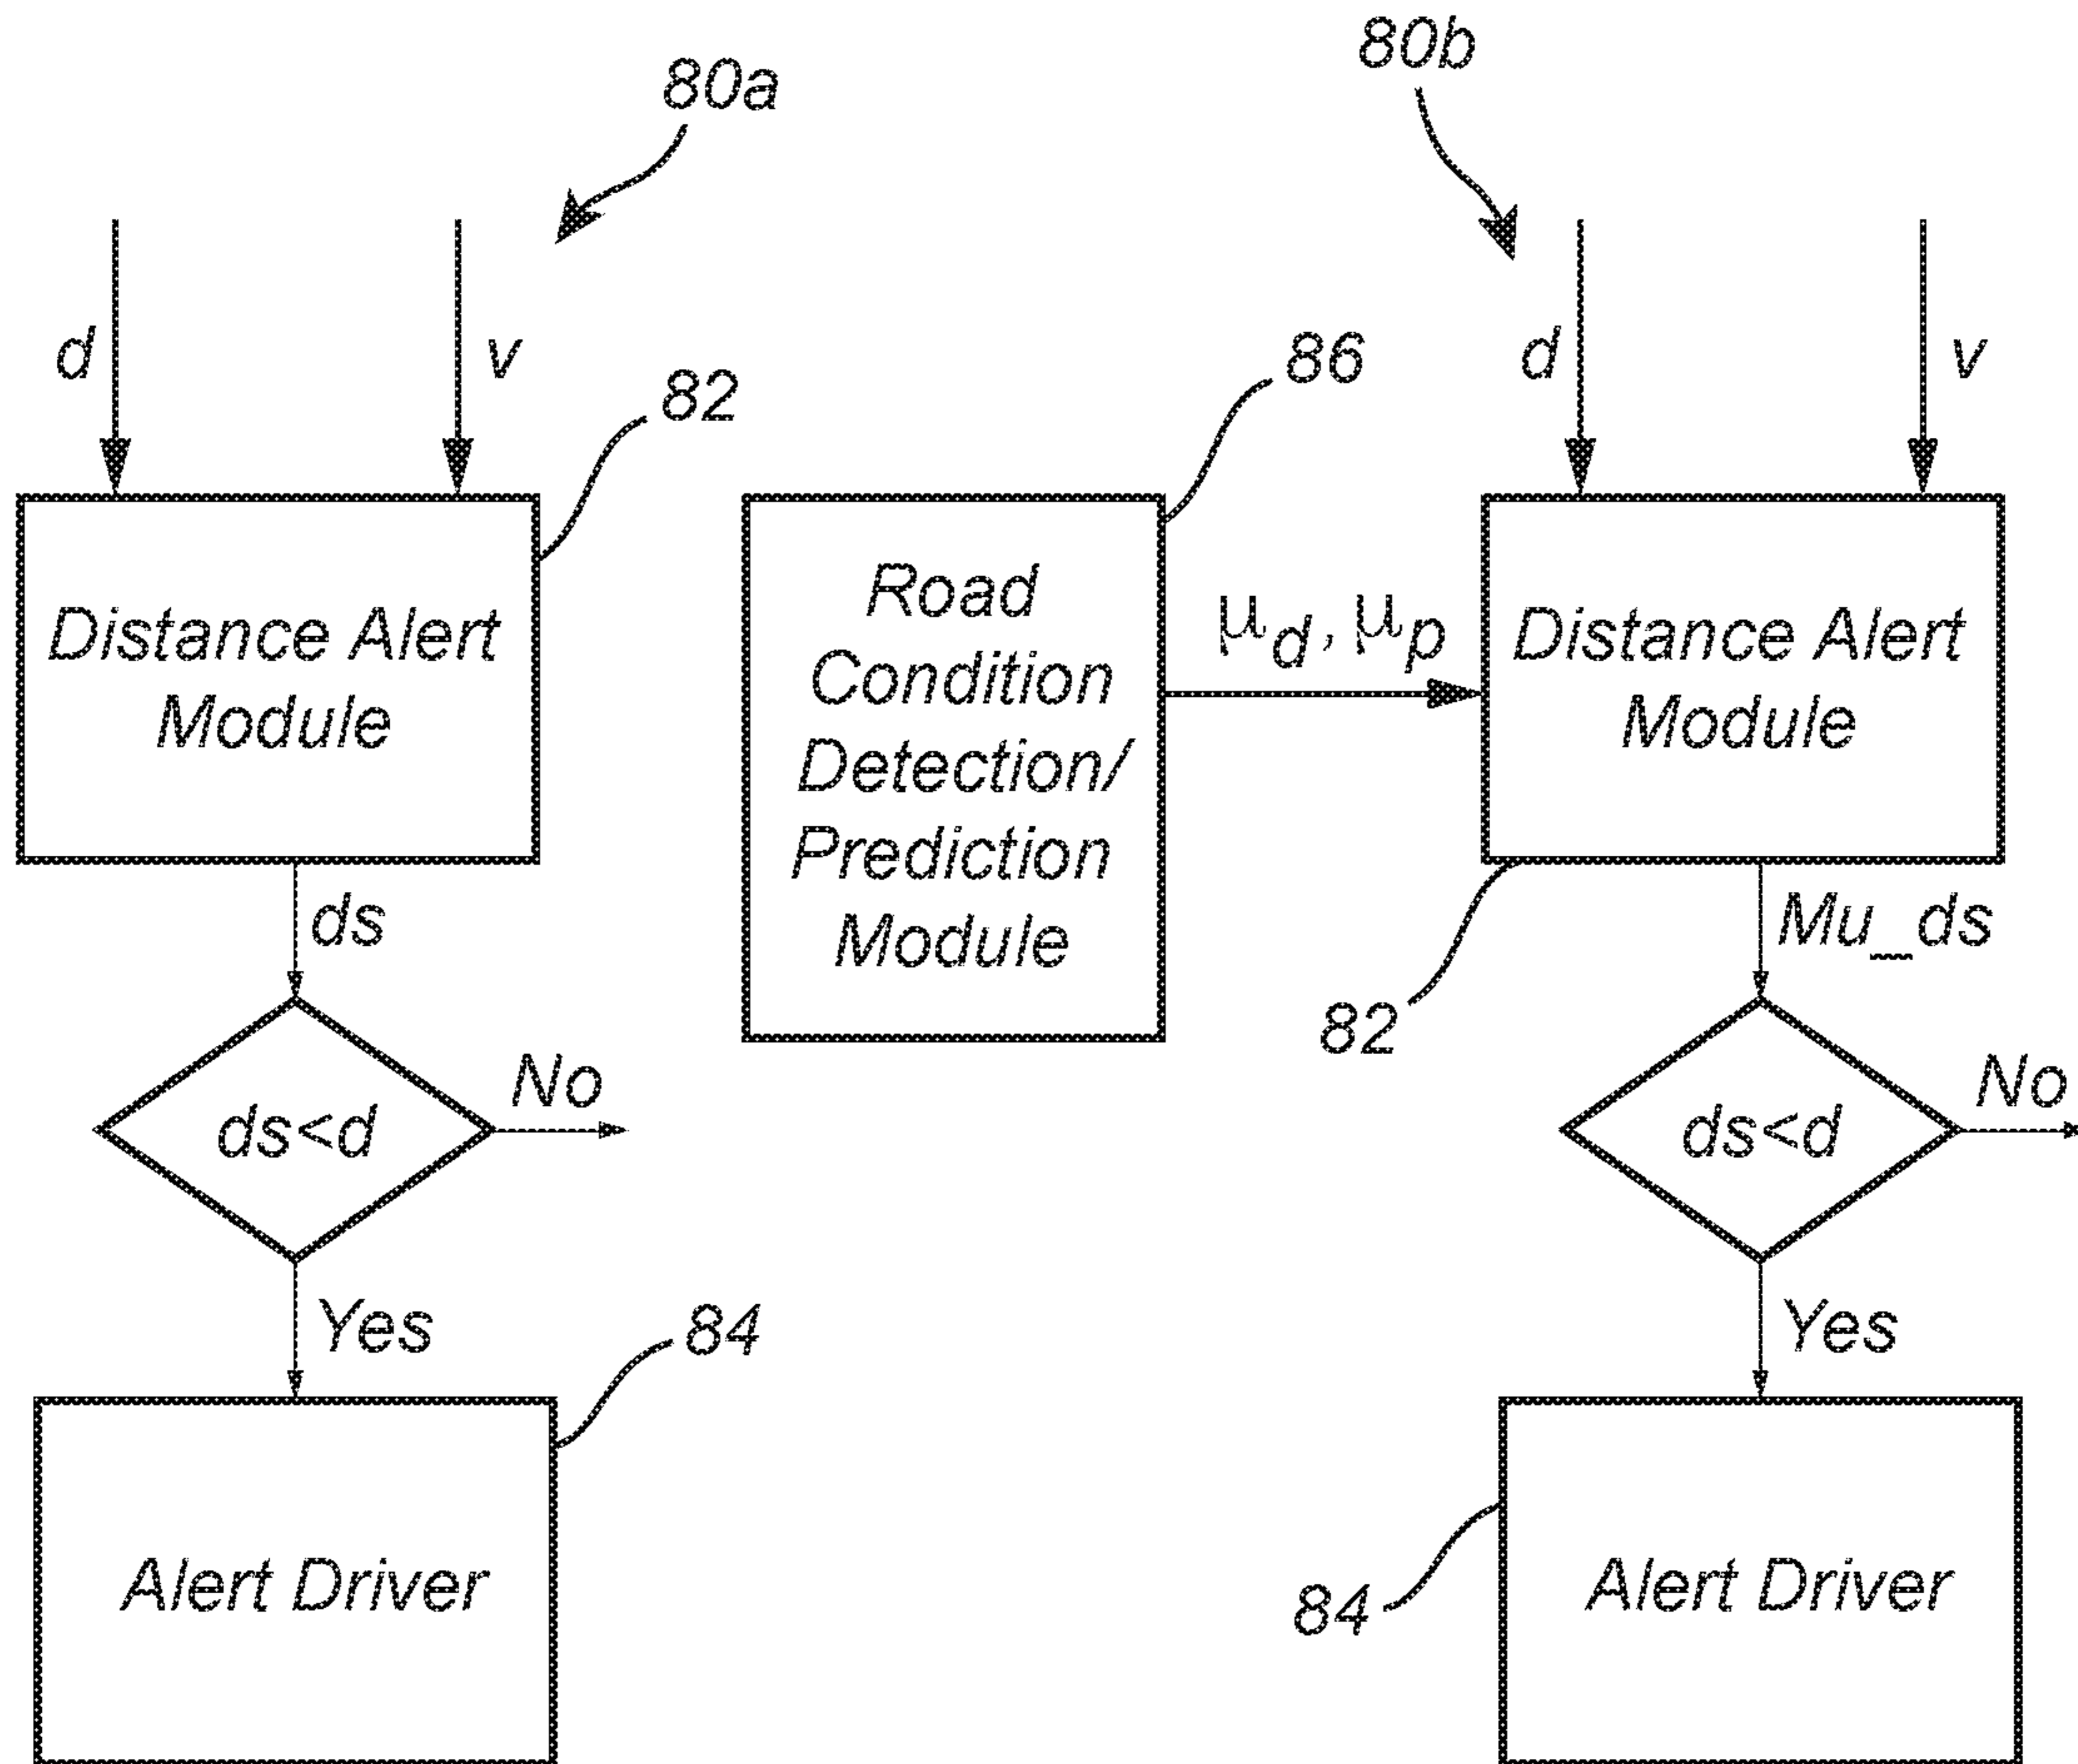 80a
80b
d
v
82
86
d
v
Distance Alert
Module
Road
Condition
Detection/
Prediction
Module
μd, μp
Distance Alert
Module
ds
Mu_ds
82
ds<d
No
ds<d
No
Yes
84
Yes
Alert Driver
84
Alert Driver